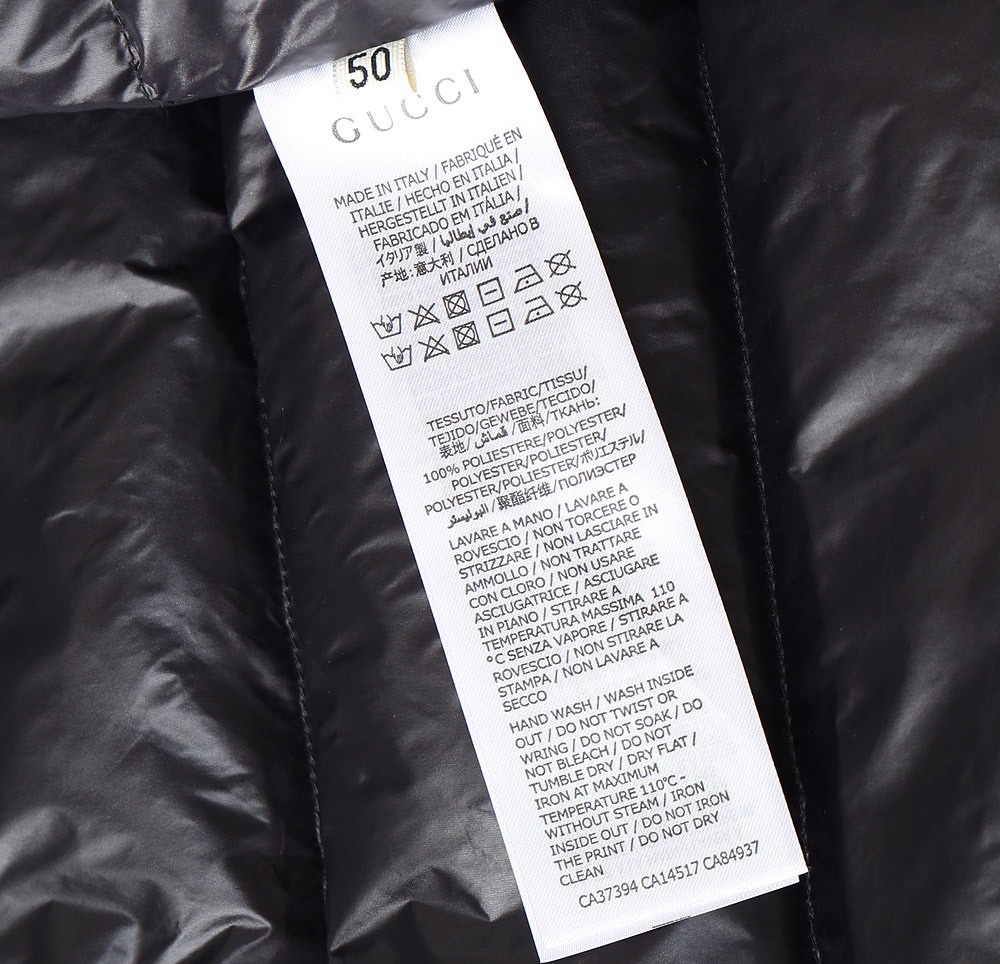 50
GUCCI
MADE IN ITALY / FABRIQUÉ EN
ITALIE / HECHO EN ITALIA /
HERGESTELLT IN ITALIEN /
FABRICADO EM ITÁLIA /
イタリア製 / صنع في إيطاليا /
产地: 意大利 / СДЕЛАНО В
ИТАЛИИ
TESSUTO/FABRIC/TISSU/
TEJIDO/GEWEBE/TECIDO/
表地/ قماش /面料/ТКАНЬ:
100% POLIESTERE/POLYESTER/
POLYESTER/POLYESTER/
POLYESTER/POLIESTER/ポリエステル/
البوليستر /聚酯纤维/ПОЛИЭСТЕР
LAVARE A MANO / LAVARE A
ROVESCIO / NON TORCERE O
STRIZZARE / NON LASCIARE IN
AMMOLLO / NON TRATTARE
CON CLORO / NON USARE
ASCIUGATRICE / ASCIUGARE
IN PIANO / STIRARE A
TEMPERATURA MASSIMA 110
°C SENZA VAPORE / STIRARE A
ROVESCIO / NON STIRARE LA
STAMPA / NON LAVARE A
SECCO
HAND WASH / WASH INSIDE
OUT / DO NOT TWIST OR
WRING / DO NOT SOAK / DO
NOT BLEACH / DO NOT
TUMBLE DRY / DRY FLAT /
IRON AT MAXIMUM
TEMPERATURE 110°C -
WITHOUT STEAM / IRON
INSIDE OUT / DO NOT IRON
THE PRINT / DO NOT DRY
CLEAN
CA37394 CA14517 CA84937